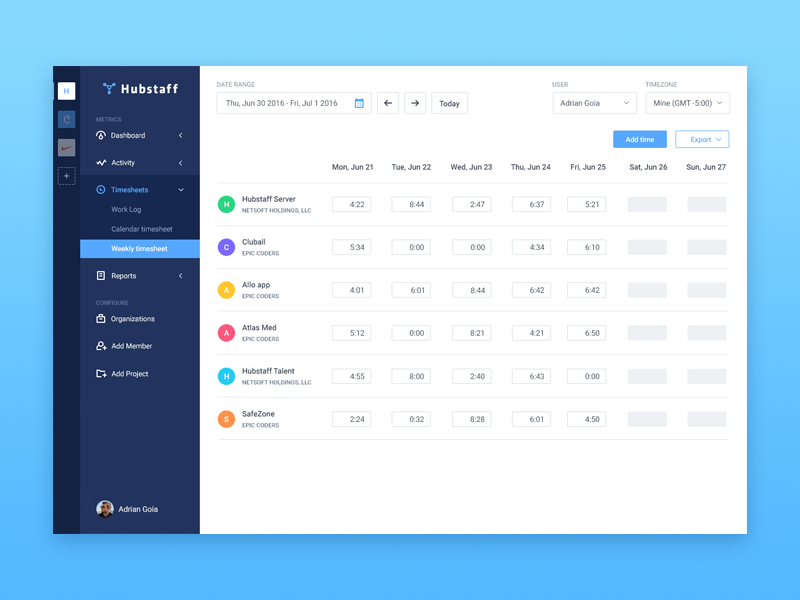 H
Hubstaff
METRICS
Dashboard
Activity
Timesheets
Work Log
Calendar timesheet
Weekly timesheet
Reports
CONFIGURE
Organizations
Add Member
Add Project
Adrian Goia
DATE RANGE
Thu, Jun 30 2016 - Fri, Jul 1 2016
Today
USER
Adrian Goia
TIMEZONE
Mine (GMT -5:00)
Add time
Export
Mon, Jun 21 Tue, Jun 22 Wed, Jun 23 Thu, Jun 24 Fri, Jun 25 Sat, Jun 26 Sun, Jun 27
H Hubstaff Server 4:22 8:44 2:47 6:37 5:21
NETSOFT HOLDINGS, LLC
C Cluball 5:34 0:00 0:00 4:34 6:10
EPIC CODERS
A Allo app 4:01 6:01 8:44 6:42 6:42
EPIC CODERS
A Atlas Med 5:12 0:00 8:21 4:21 6:50
EPIC CODERS
H Hubstaff Talent 4:55 8:00 2:40 6:43 0:00
NETSOFT HOLDINGS, LLC
S SafeZone 2:24 0:32 8:28 6:01 4:50
EPIC CODERS